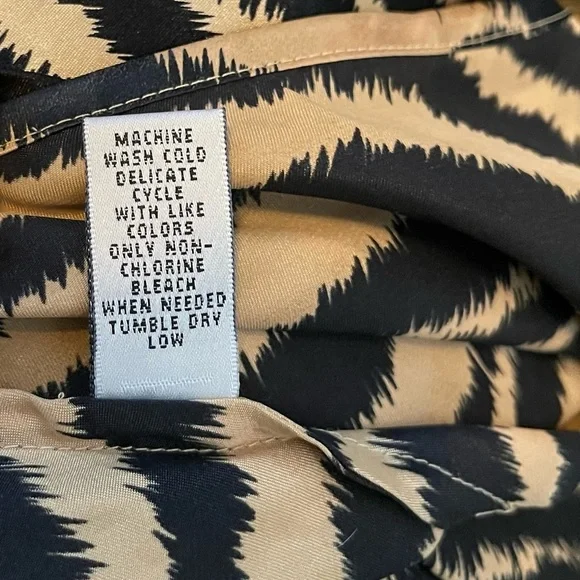 MACHINE
WASH COLD
DELICATE
CYCLE
WITH LIKE
COLORS
ONLY NON-
CHLORINE
BLEACH
WHEN NEEDED
TUMBLE DRY
LOW